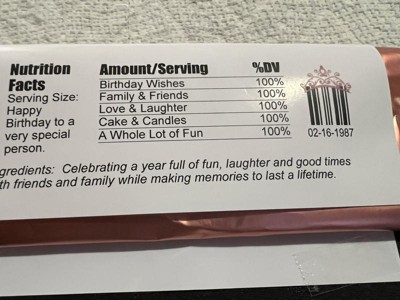 Nutrition
Facts
Serving Size:
Happy
Birthday to a
very special
person.
Amount/Serving %DV
Birthday Wishes 100%
Family & Friends 100%
Love & Laughter 100%
Cake & Candles 100%
A Whole Lot of Fun 100%
02-16-1987
gredients: Celebrating a year full of fun, laughter and good times
th friends and family while making memories to last a lifetime.